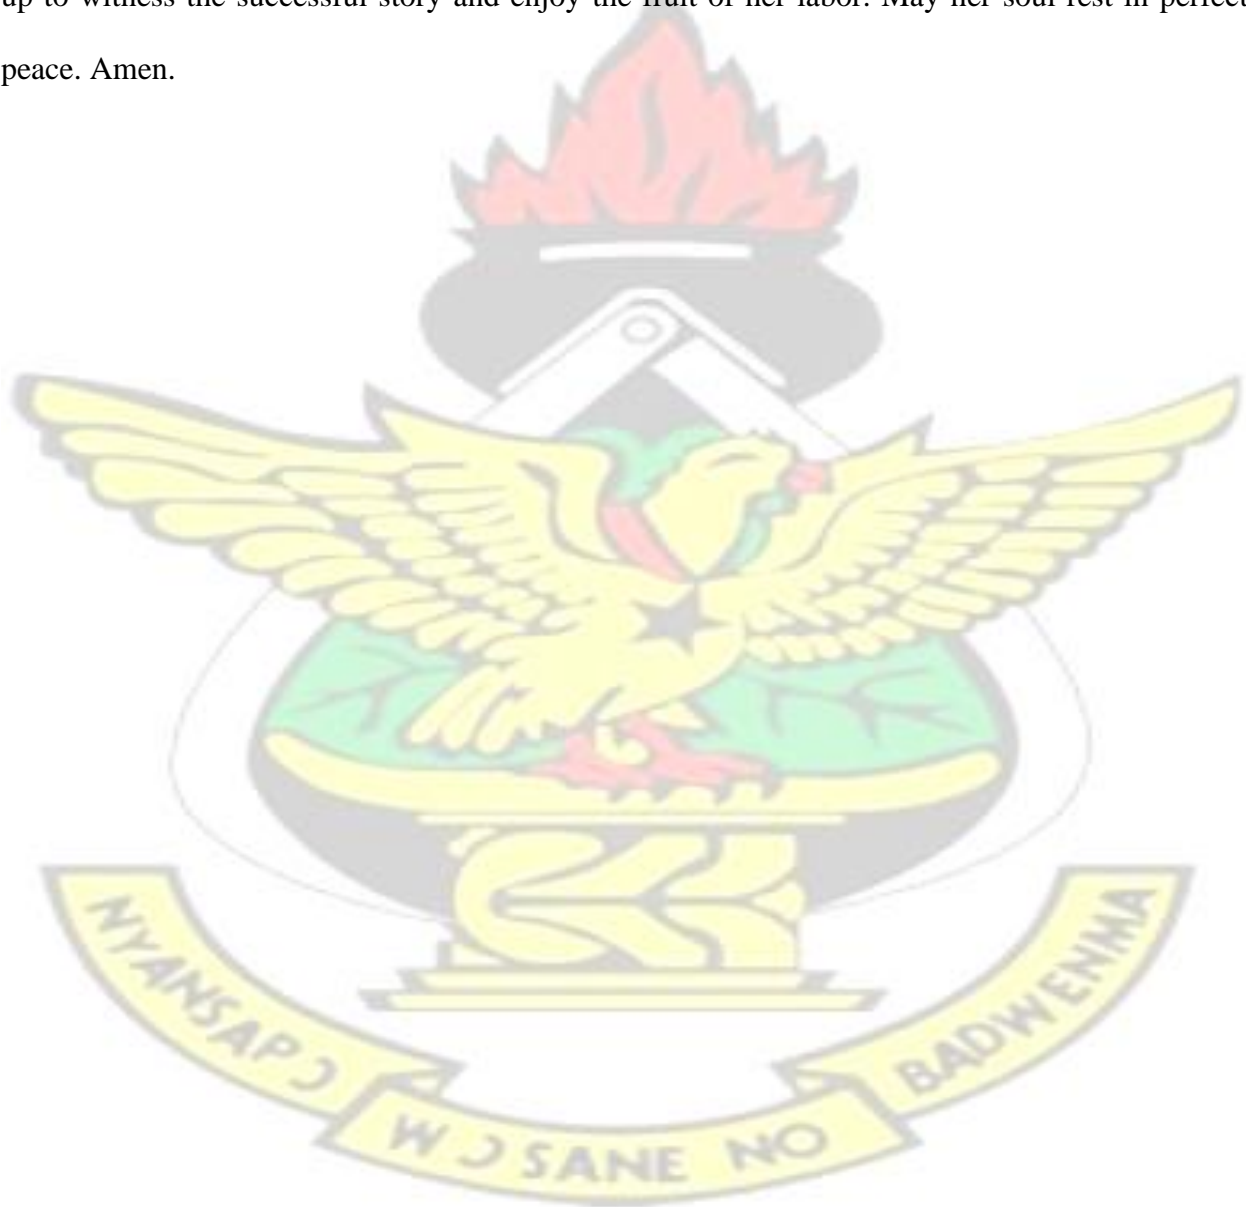 up to witness the successful story and enjoy the fruit of her labor. May her soul rest in perfect
peace. Amen.
NYANSAPƆ
WƆSANE NO
BADWENMA